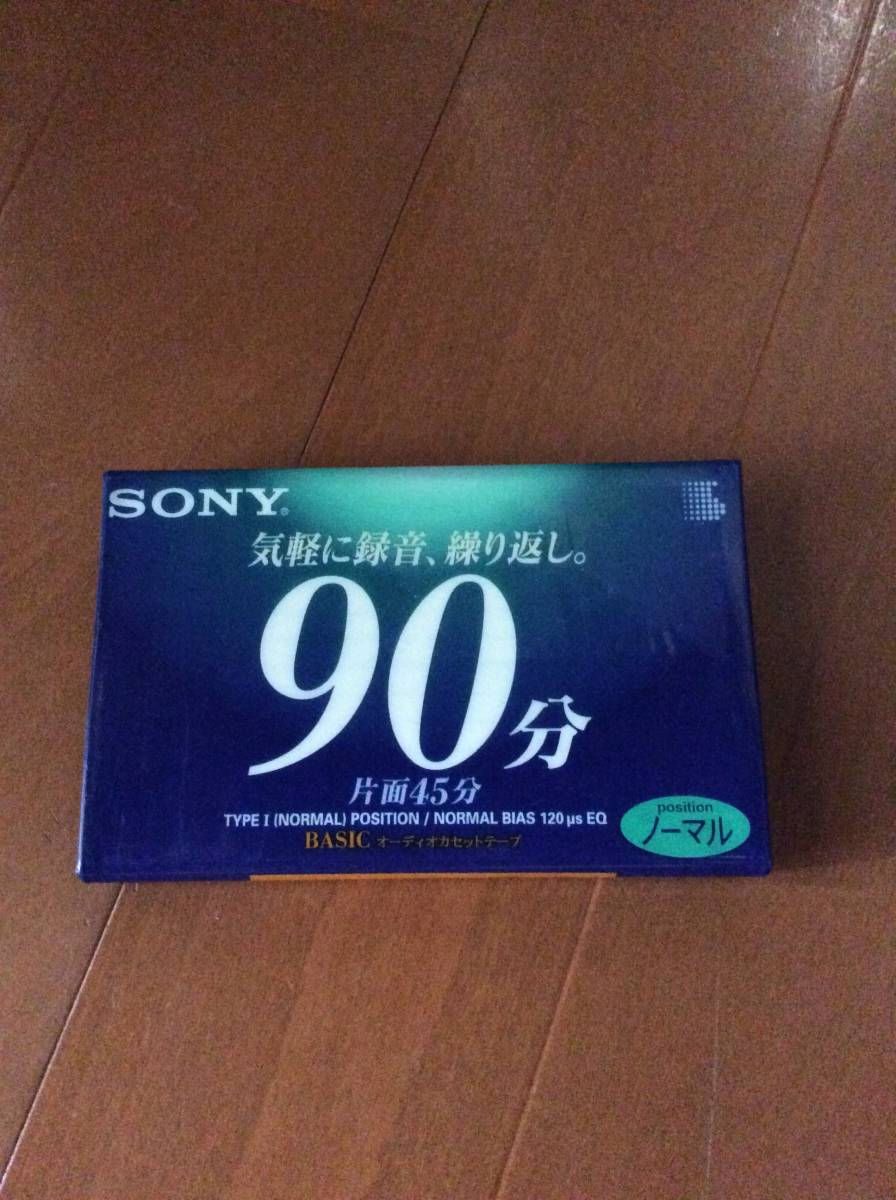 SONY®
気軽に録音、繰り返し。
90分
片面45分
TYPE I (NORMAL) POSITION / NORMAL BIAS 120 μs EQ
BASIC オーディオカセットテープ
position
ノーマル